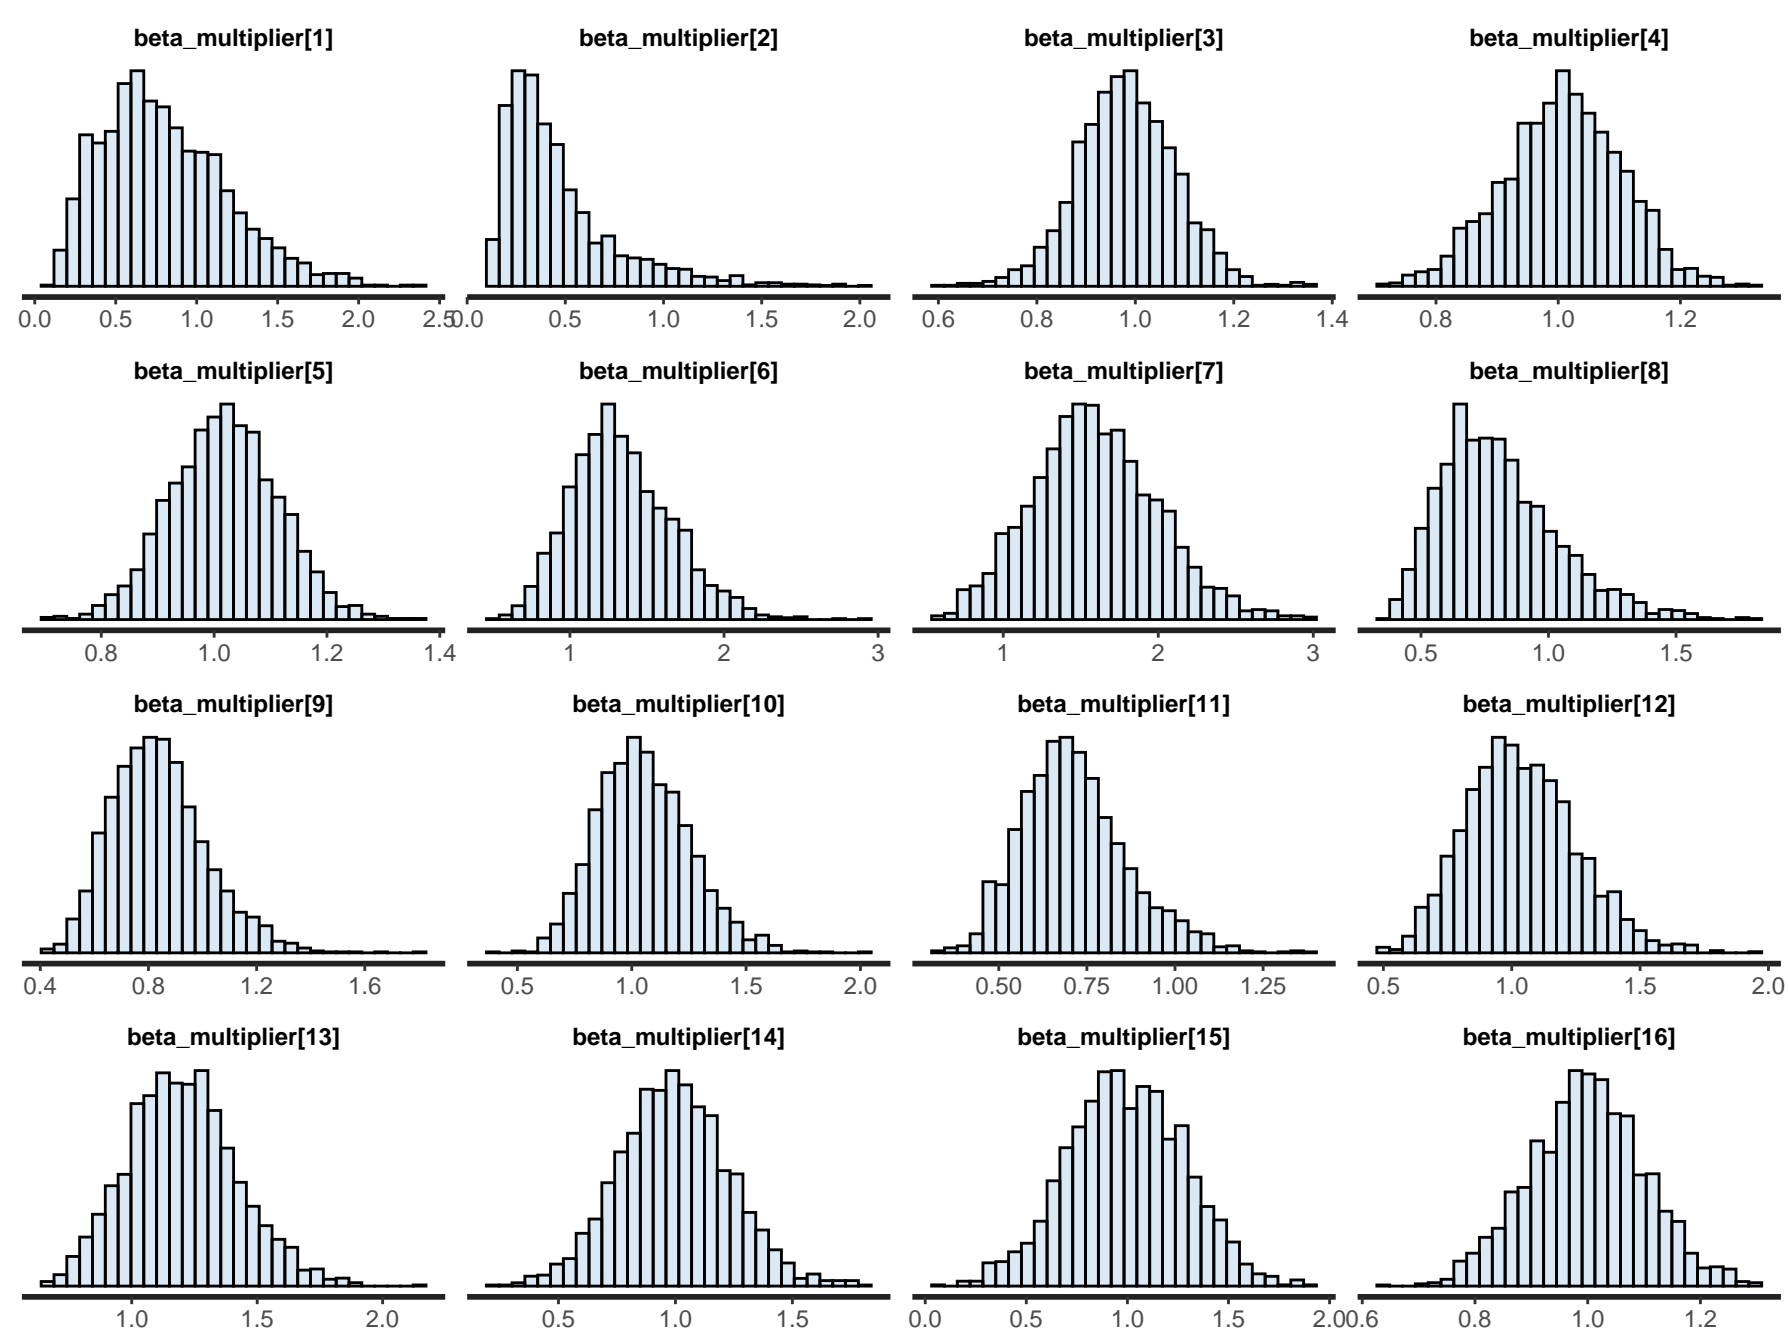 beta_multiplier[1] beta_multiplier[2] beta_multiplier[3] beta_multiplier[4]
0.0 0.5 1.0 1.5 2.0 2.5 0.0 0.5 1.0 1.5 2.0 0.6 0.8 1.0 1.2 1.4 0.8 1.0 1.2
beta_multiplier[5] beta_multiplier[6] beta_multiplier[7] beta_multiplier[8]
0.8 1.0 1.2 1.4 1 2 3 1 2 3 0.5 1.0 1.5
beta_multiplier[9] beta_multiplier[10] beta_multiplier[11] beta_multiplier[12]
0.4 0.8 1.2 1.6 0.5 1.0 1.5 2.0 0.50 0.75 1.00 1.25 0.5 1.0 1.5 2.0
beta_multiplier[13] beta_multiplier[14] beta_multiplier[15] beta_multiplier[16]
1.0 1.5 2.0 0.5 1.0 1.5 0.0 0.5 1.0 1.5 2.0 0.6 0.8 1.0 1.2